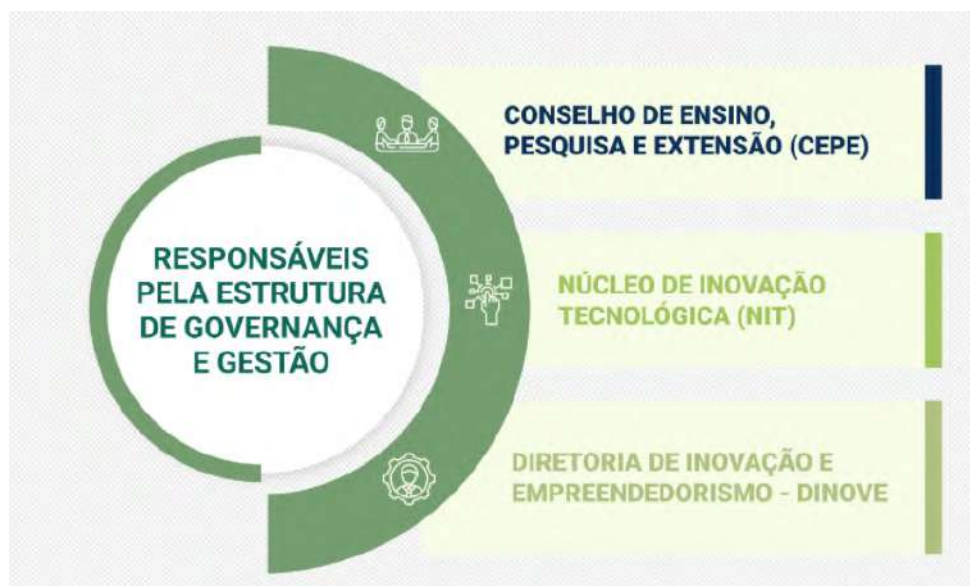 RESPONSÁVEIS
PELA ESTRUTURA
DE GOVERNANÇA
E GESTÃO
CONSELHO DE ENSINO,
PESQUISA E EXTENSÃO (CEPE)
NÚCLEO DE INOVAÇÃO
TECNOLÓGICA (NIT)
DIRETORIA DE INOVAÇÃO E
EMPREENDEDORISMO - DINOVE